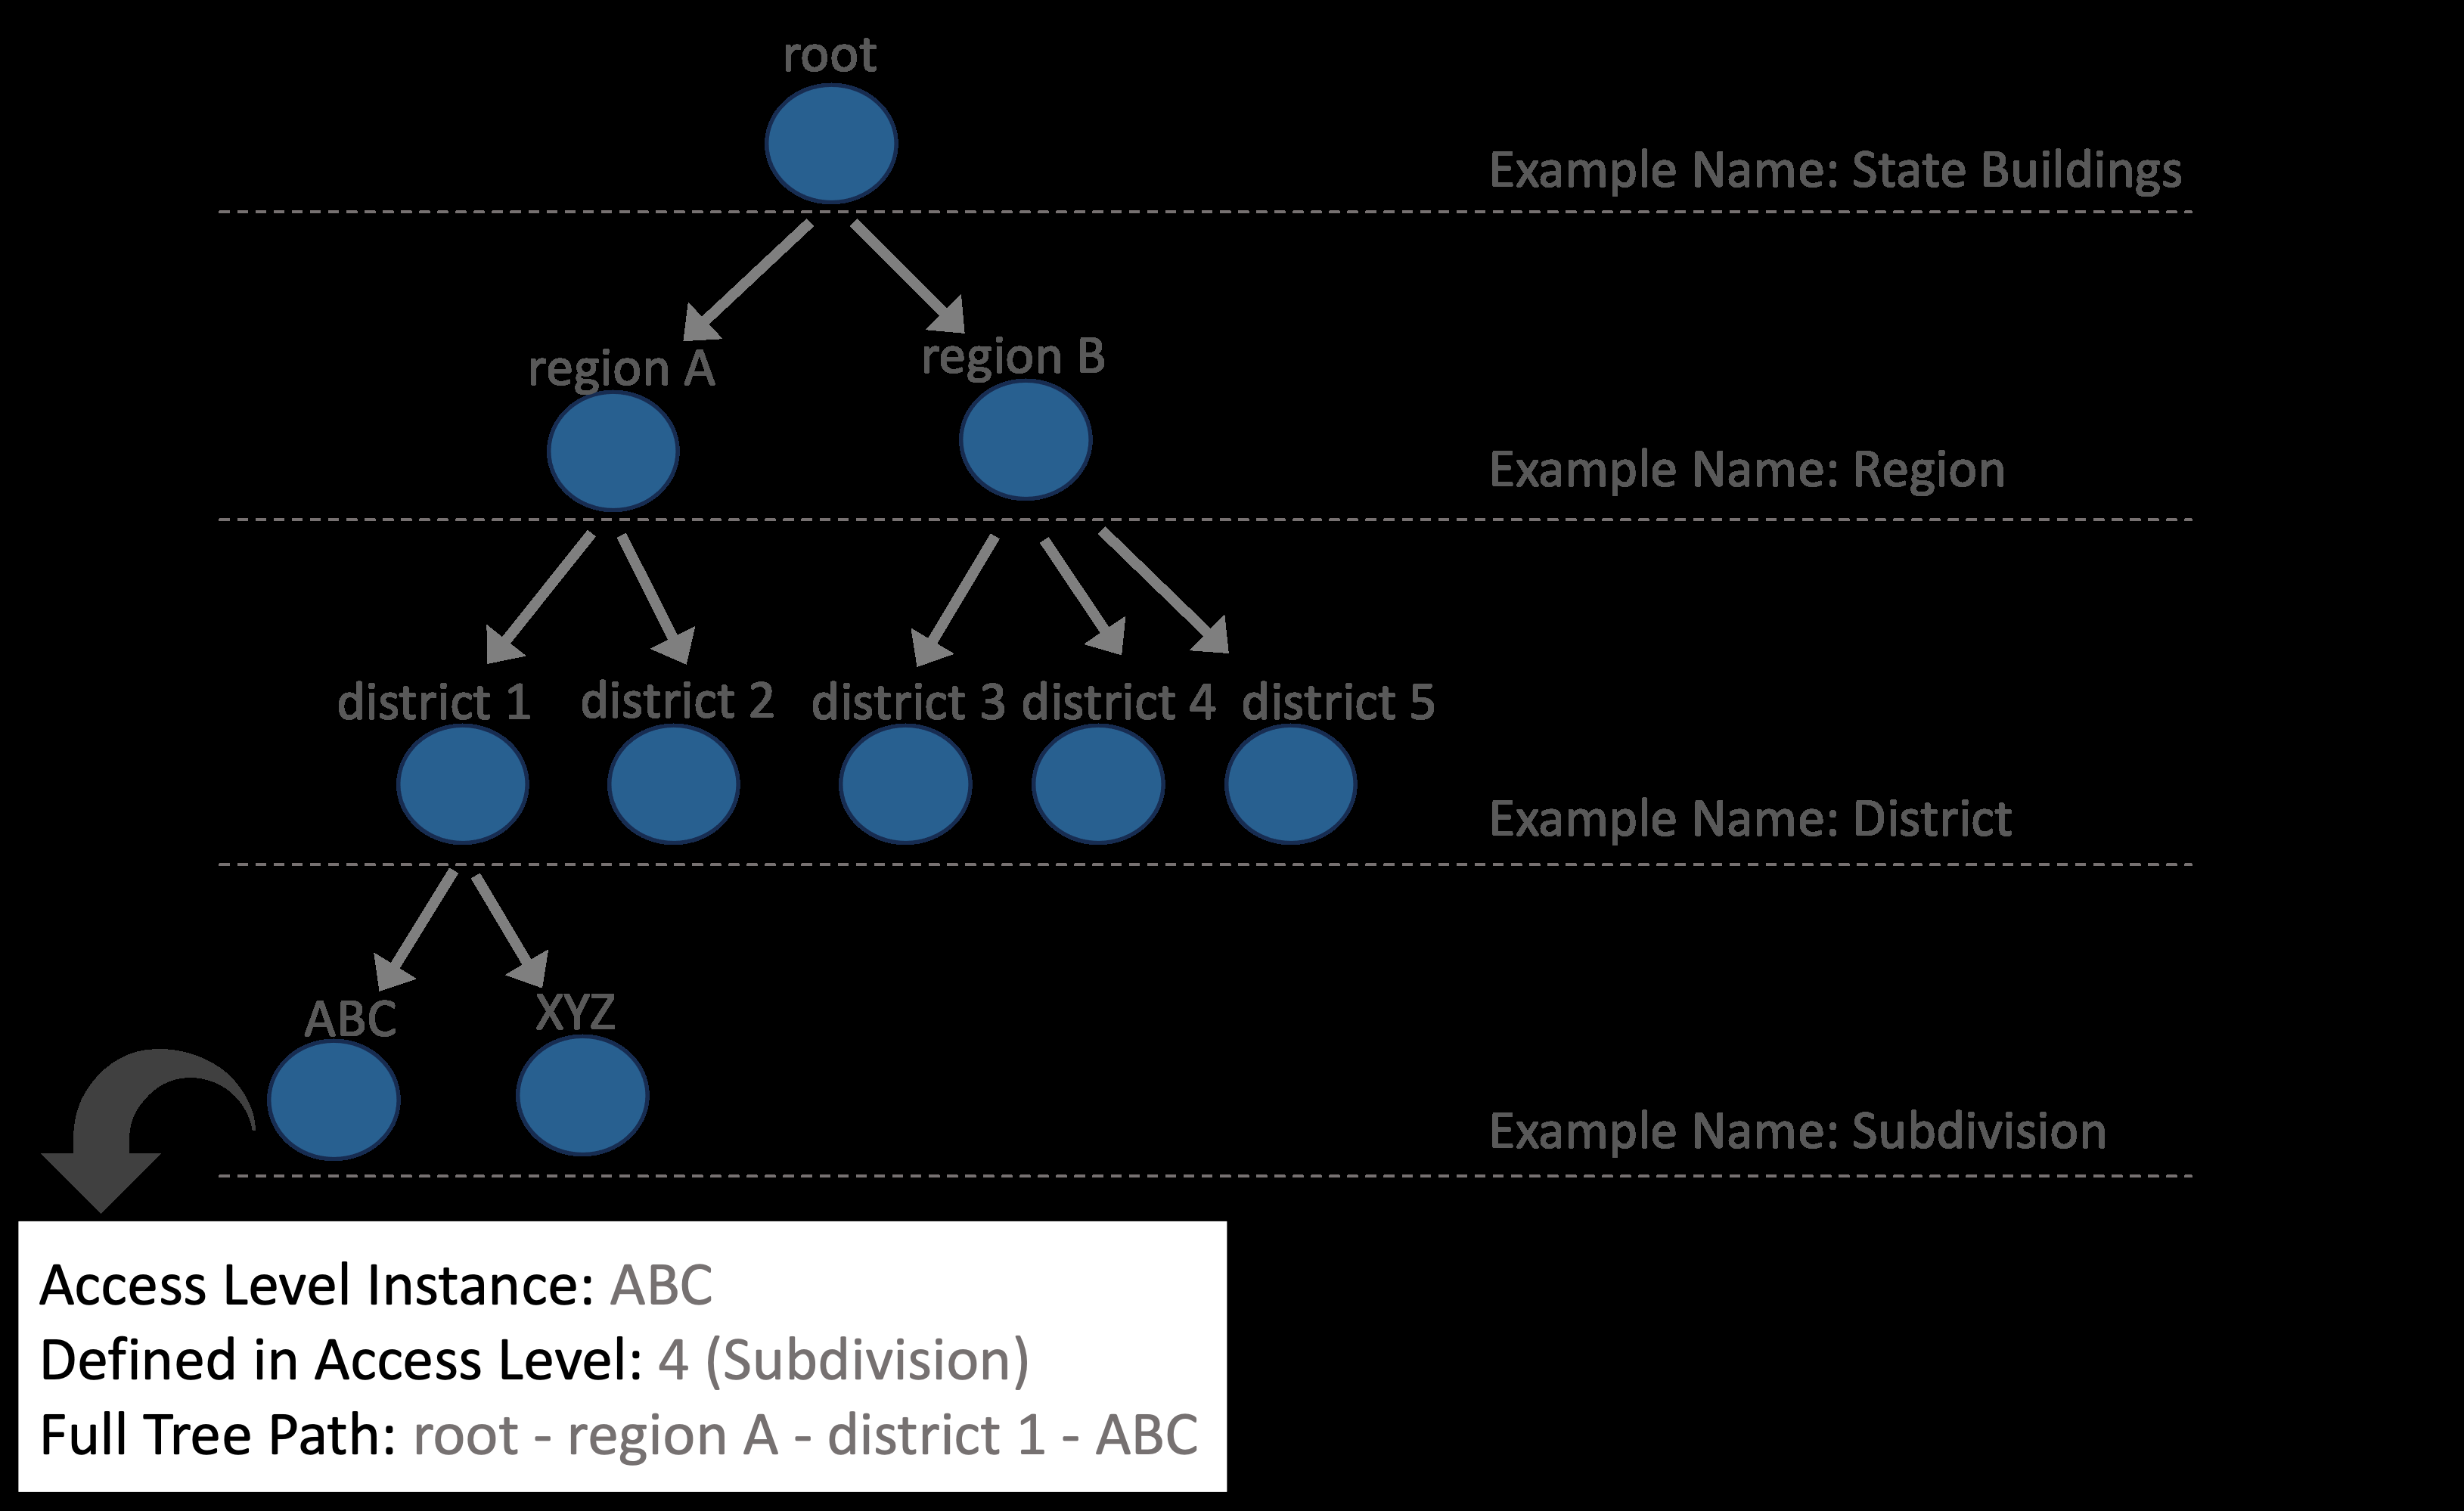 root
Example Name: State Buildings
region A
region B
Example Name: Region
district 1
district 2
district 3
district 4
district 5
Example Name: District
ABC
XYZ
Example Name: Subdivision
Access Level Instance: ABC
Defined in Access Level: 4 (Subdivision)
Full Tree Path: root - region A - district 1 - ABC